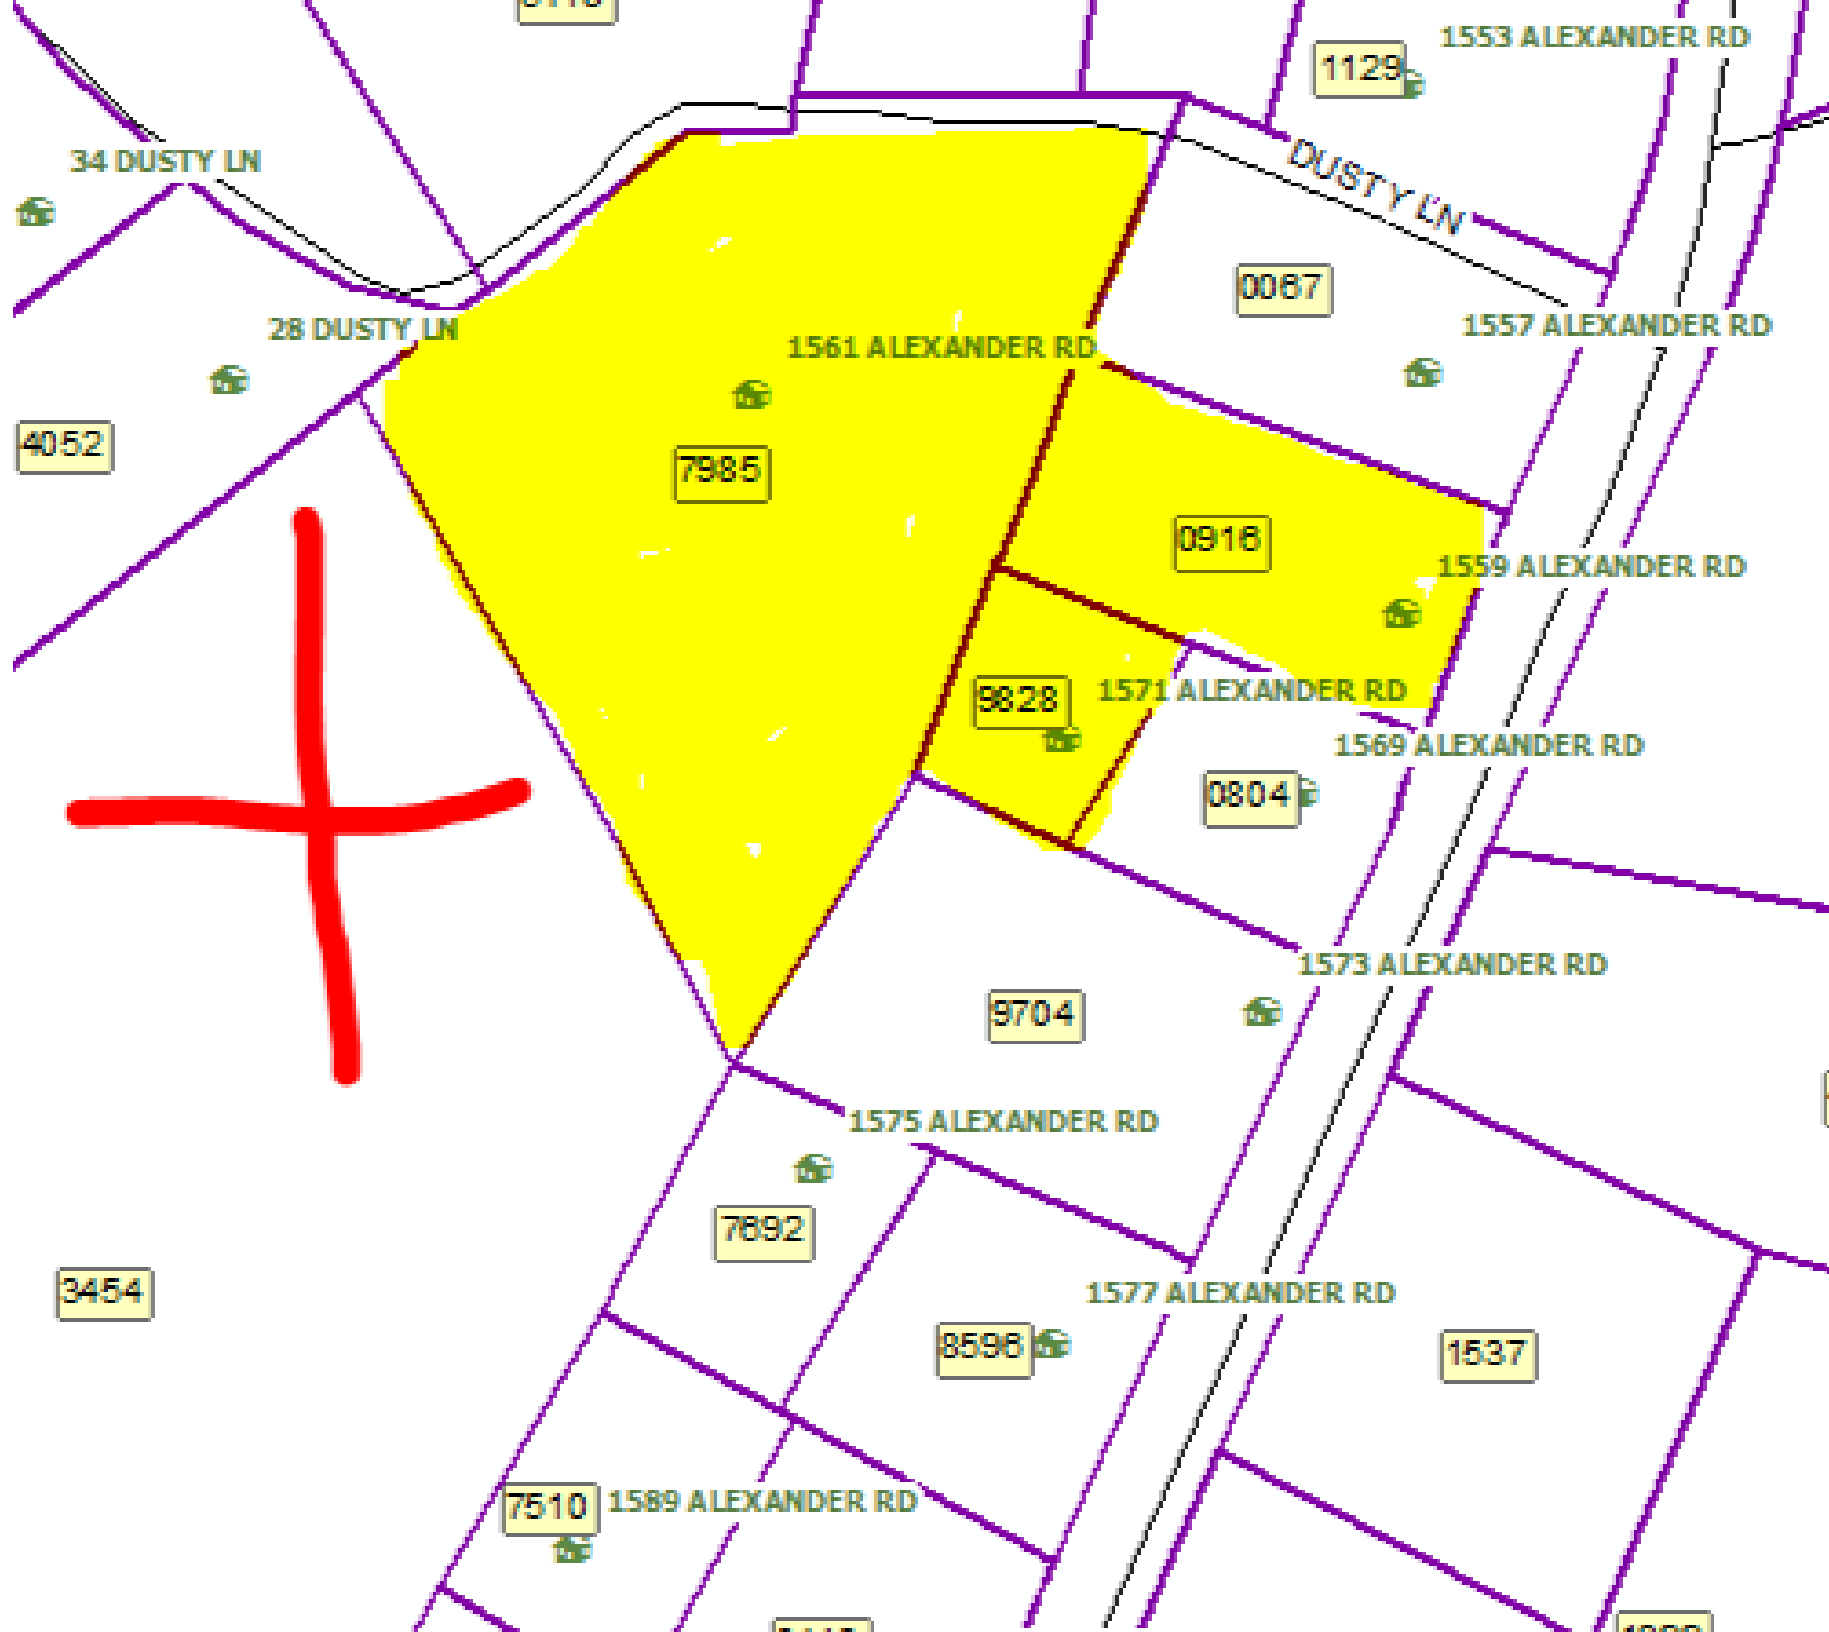 1553 ALEXANDER RD
1129
34 DUSTY LN
DUSTY LN
0067
28 DUSTY LN
1557 ALEXANDER RD
1561 ALEXANDER RD
4052
7985
0916
1559 ALEXANDER RD
9828
1571 ALEXANDER RD
1569 ALEXANDER RD
0804
1573 ALEXANDER RD
9704
1575 ALEXANDER RD
7692
3454
1577 ALEXANDER RD
8596
1537
7510
1589 ALEXANDER RD